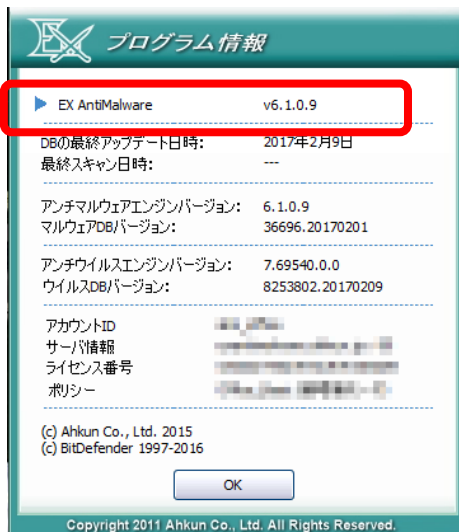 EX プログラム情報
EX AntiMalware v6.1.0.9
DBの最終アップデート日時: 2017年2月9日
最終スキャン日時: ---
アンチマルウェアエンジンバージョン: 6.1.0.9
マルウェアDBバージョン: 36696.20170201
アンチウイルスエンジンバージョン: 7.69540.0.0
ウイルスDBバージョン: 8253802.20170209
アカウントID
サーバ情報
ライセンス番号
ポリシー
(c) Ahkun Co., Ltd. 2015
(c) BitDefender 1997-2016
OK
Copyright 2011 Ahkun Co., Ltd. All Rights Reserved.